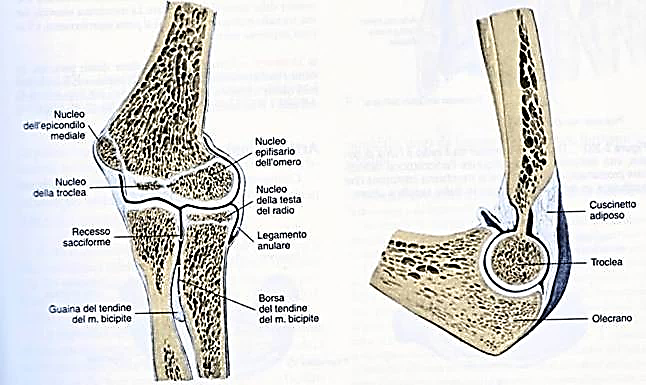 Nucleo
dell'epicondilo
mediale
Nucleo
della troclea
Recesso
sacciforme
Guaina del tendine
del m. bicipite
Nucleo
epifisario
dell'omero
Nucleo
della testa
del radio
Legamento
anulare
Borsa
del tendine
del m. bicipite
Cuscinetto
adiposo
Troclea
Olecrano